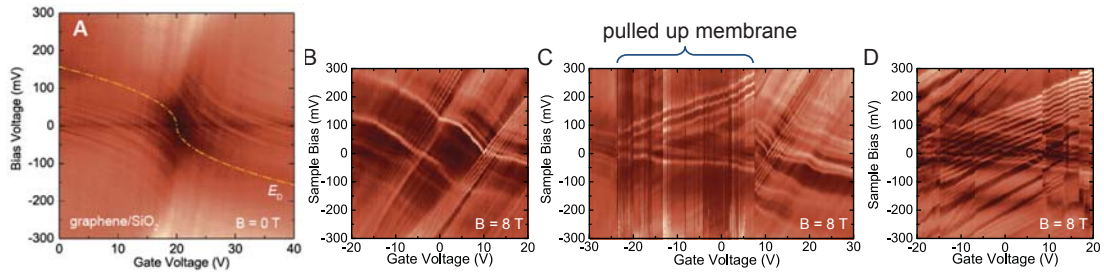 pulled up membrane
A
300
200
100
0
-100
-200
-300
Bias Voltage (mV)
E_D
graphene/SiO₂
B = 0 T
0
10
20
30
40
Gate Voltage (V)
B
300
200
100
0
-100
-200
-300
Sample Bias (mV)
B = 8 T
-20
-10
0
10
20
Gate Voltage (V)
C
300
200
100
0
-100
-200
-300
Sample Bias (mV)
B = 8 T
-30
-20
-10
0
10
20
30
Gate Voltage (V)
D
300
200
100
0
-100
-200
-300
Sample Bias (mV)
B = 8 T
-20
-10
0
10
20
Gate Voltage (V)